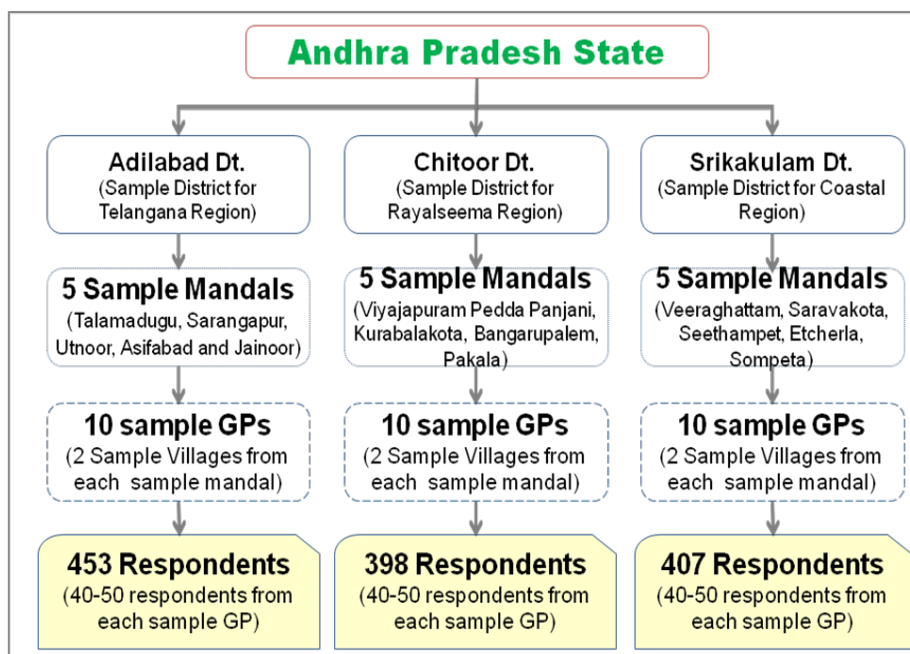 Andhra Pradesh State
Adilabad Dt.
(Sample District for
Telangana Region)
Chitoor Dt.
(Sample District for
Rayalseema Region)
Srikakulam Dt.
(Sample District for Coastal
Region)
5 Sample Mandals
(Talamadugu, Sarangapur,
Utnoor, Asifabad and Jainoor)
5 Sample Mandals
(Viyajapuram Pedda Panjani,
Kurabalakota, Bangarupalem,
Pakala)
5 Sample Mandals
(Veeraghattam, Saravakota,
Seethampet, Etcherla,
Sompeta)
10 sample GPs
(2 Sample Villages from
each sample mandal)
10 sample GPs
(2 Sample Villages from
each sample mandal)
10 sample GPs
(2 Sample Villages from
each sample mandal)
453 Respondents
(40-50 respondents from
each sample GP)
398 Respondents
(40-50 respondents from
each sample GP)
407 Respondents
(40-50 respondents from
each sample GP)